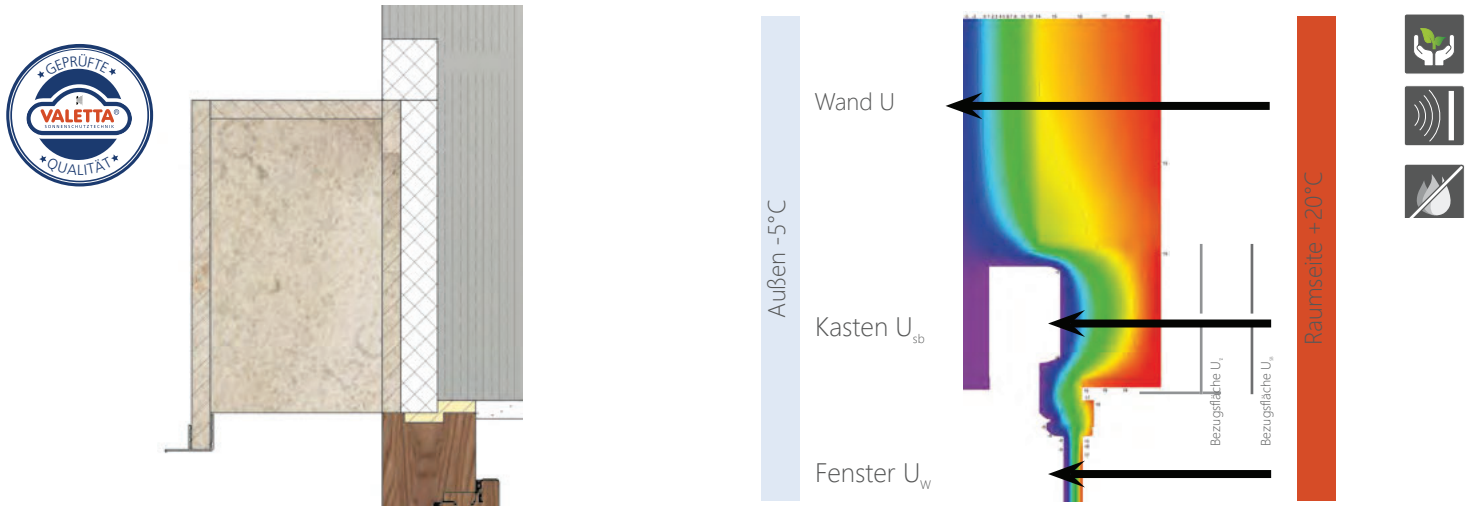 GEPRÜFTE
VALETTA®
SONNENSCHUTZTECHNIK
QUALITÄT
Außen -5°C
Wand U
Kasten Usb
Fenster Uw
Bezugsfläche U
Bezugsfläche U
Raumseite +20°C